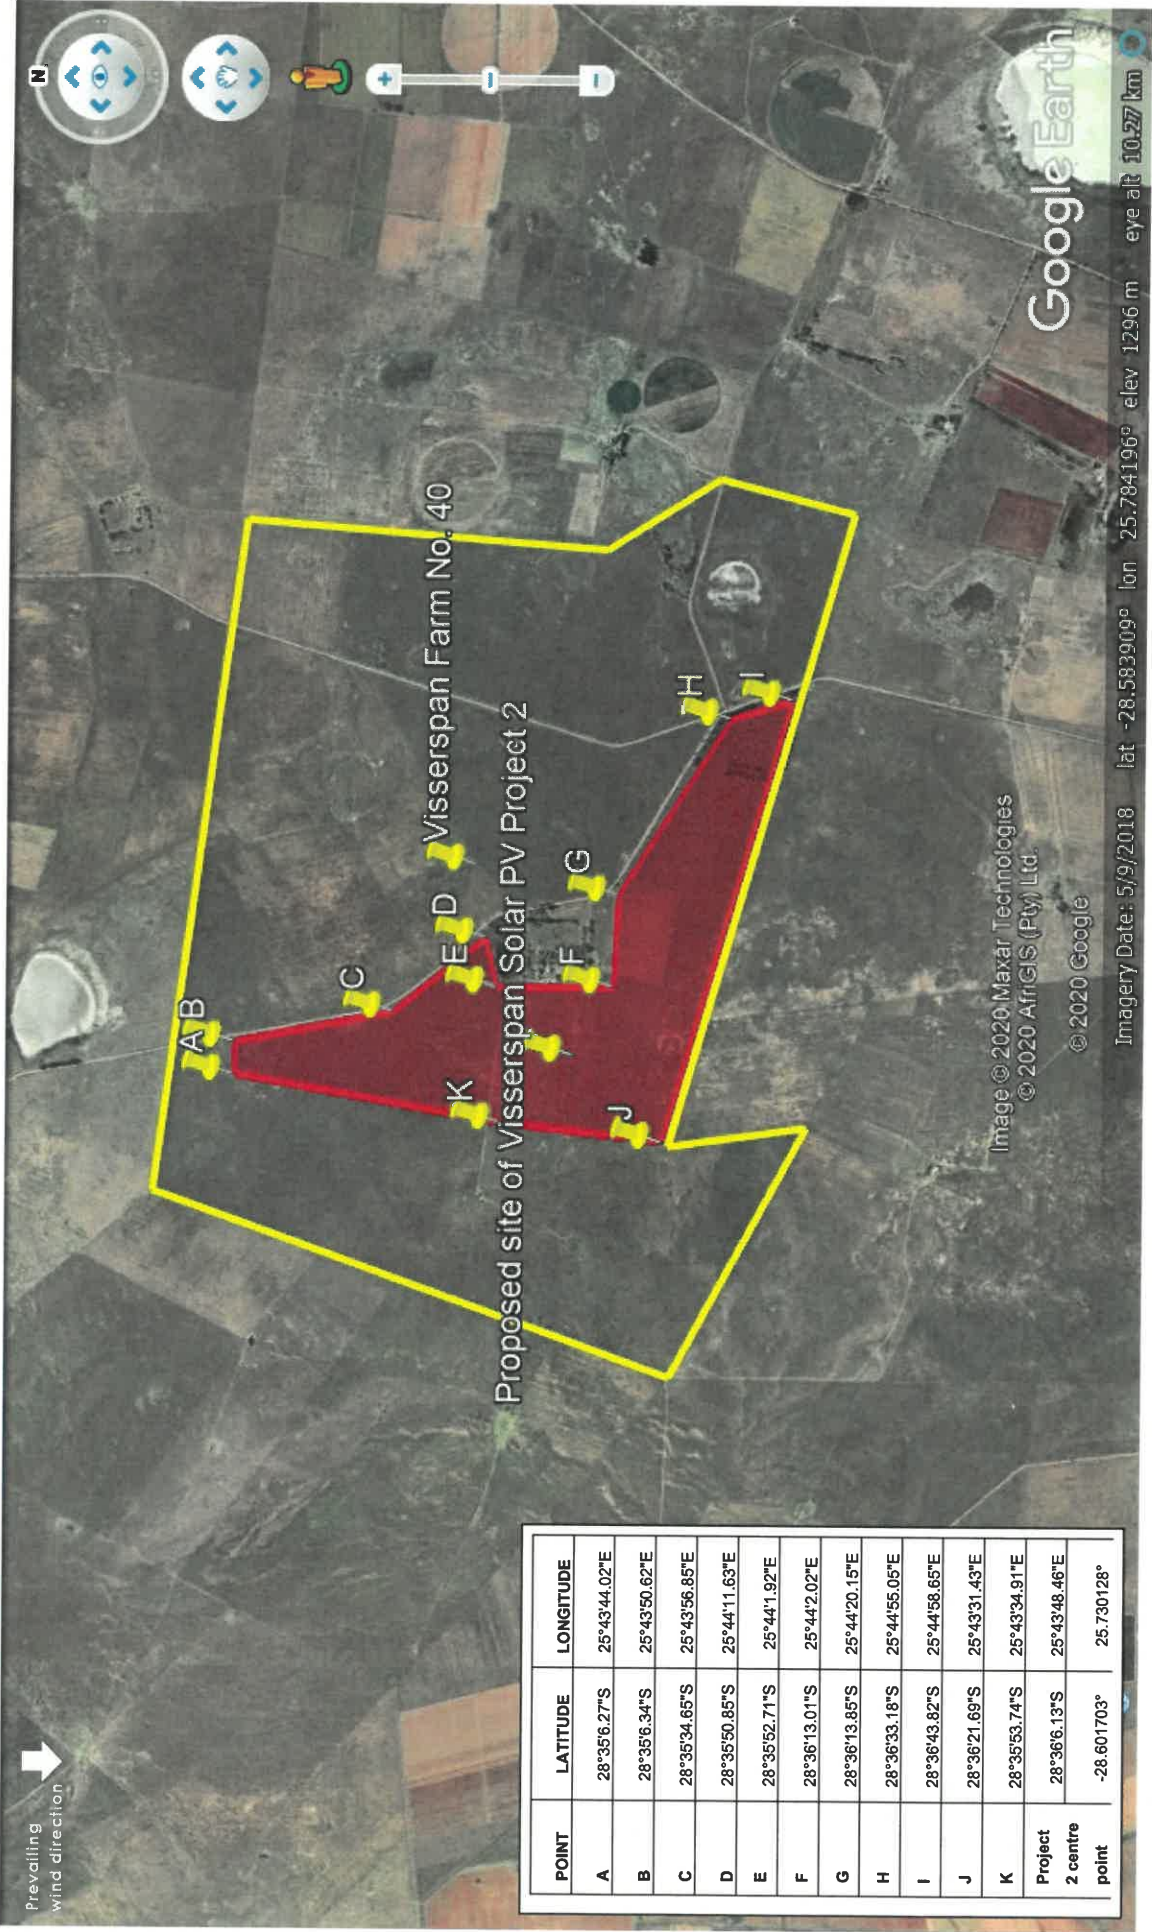 Prevailing
wind direction
N
A
B
C
D
Visserspan Farm No. 40
E
Proposed site of Visserspan Solar PV Project 2
F
G
H
I
J
K
POINT LATITUDE LONGITUDE
A 28°35'6.27"S 25°43'44.02"E
B 28°35'6.34"S 25°43'50.62"E
C 28°35'34.65"S 25°43'56.85"E
D 28°35'50.85"S 25°44'11.63"E
E 28°35'52.71"S 25°44'1.92"E
F 28°36'13.01"S 25°44'2.02"E
G 28°36'13.85"S 25°44'20.15"E
H 28°36'33.18"S 25°44'55.05"E
I 28°36'43.82"S 25°44'58.65"E
J 28°36'21.69"S 25°43'31.43"E
K 28°35'53.74"S 25°43'34.91"E
Project 28°36'6.13"S 25°43'48.46"E
2 centre
point -28.601703° 25.730128°
Image © 2020 Maxar Technologies
© 2020 AfriGIS (Pty) Ltd.
© 2020 Google
Google Earth
Imagery Date: 5/9/2018 lat -28.583909° lon 25.784196° elev 1296 m eye alt 10.27 km